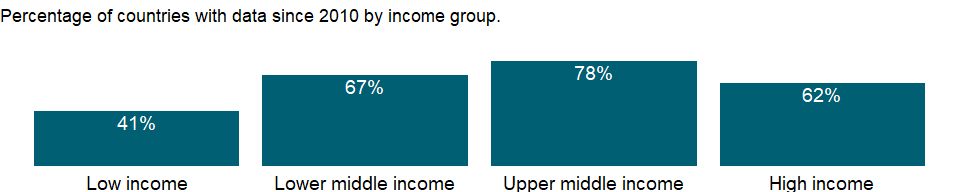 Percentage of countries with data since 2010 by income group.
41%
67%
78%
62%
Low income
Lower middle income
Upper middle income
High income